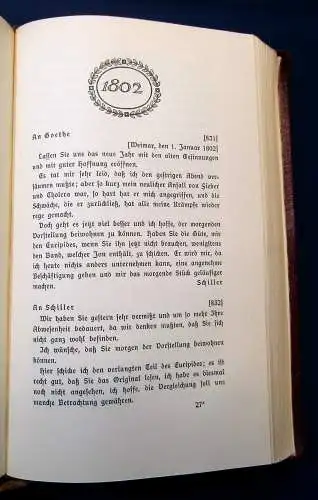 1802
An Goethe [831]
[Weimar, den 1. Januar 1802]
Lassen Sie uns das neue Jahr mit den alten Gesinnungen
und mit guter Hoffnung eröffnen.
Es tat mir sehr leid, daß ich den gestrigen Abend ver-
säumen mußte; aber so kurz mein neulicher Anfall von Fieber
und Cholera war, so hart hat er mich angegriffen, und die
Schwäche, die er zurückließ, hat alle meine Krämpfe wieder
rege gemacht.
Doch geht es jetzt viel besser und ich hoffe, der morgenden
Vorstellung beiwohnen zu können. Haben Sie die Güte, mir
den Euripides, wenn Sie ihn jetzt nicht brauchen, wenigstens
den Band, welcher Jon enthält, zu schicken. Er wird mir, da
ich heute nichts anders unternehmen kann, eine angenehme
Beschäftigung geben und mir das morgende Stück geläufiger
machen. Schiller
An Schiller [832]
Wir haben Sie gestern sehr vermißt und um so mehr Ihre
Abwesenheit bedauert, da wir denken mußten, daß Sie sich
nicht ganz wohl befinden.
Ich wünsche, daß Sie morgen der Vorstellung beiwohnen
können.
Hier schicke ich den verlangten Teil des Euripides; es ist
recht gut, daß Sie das Original lesen, ich habe es diesmal
noch nicht angesehen, ich hoffe, die Vergleichung soll uns
manche Betrachtung gewähren.
27*